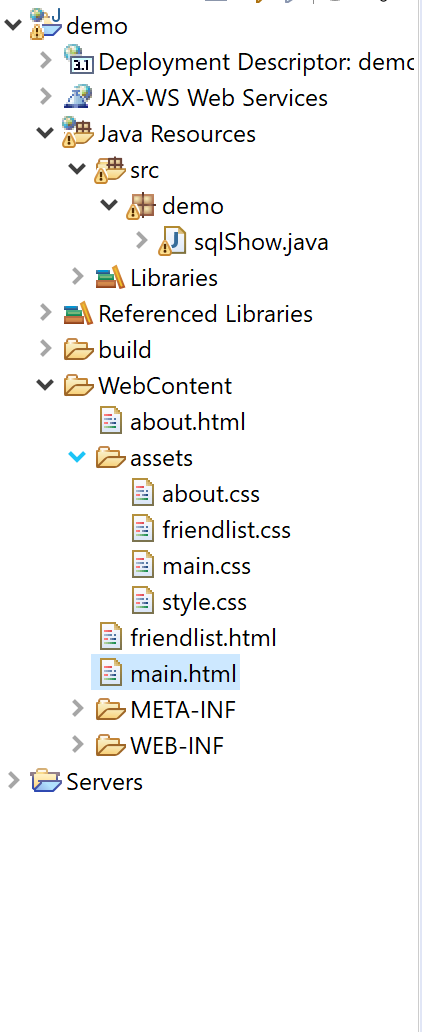 demo
3.1 Deployment Descriptor: demo
JAX-WS Web Services
Java Resources
src
demo
J sqlShow.java
Libraries
Referenced Libraries
build
WebContent
about.html
assets
about.css
friendlist.css
main.css
style.css
friendlist.html
main.html
META-INF
WEB-INF
Servers